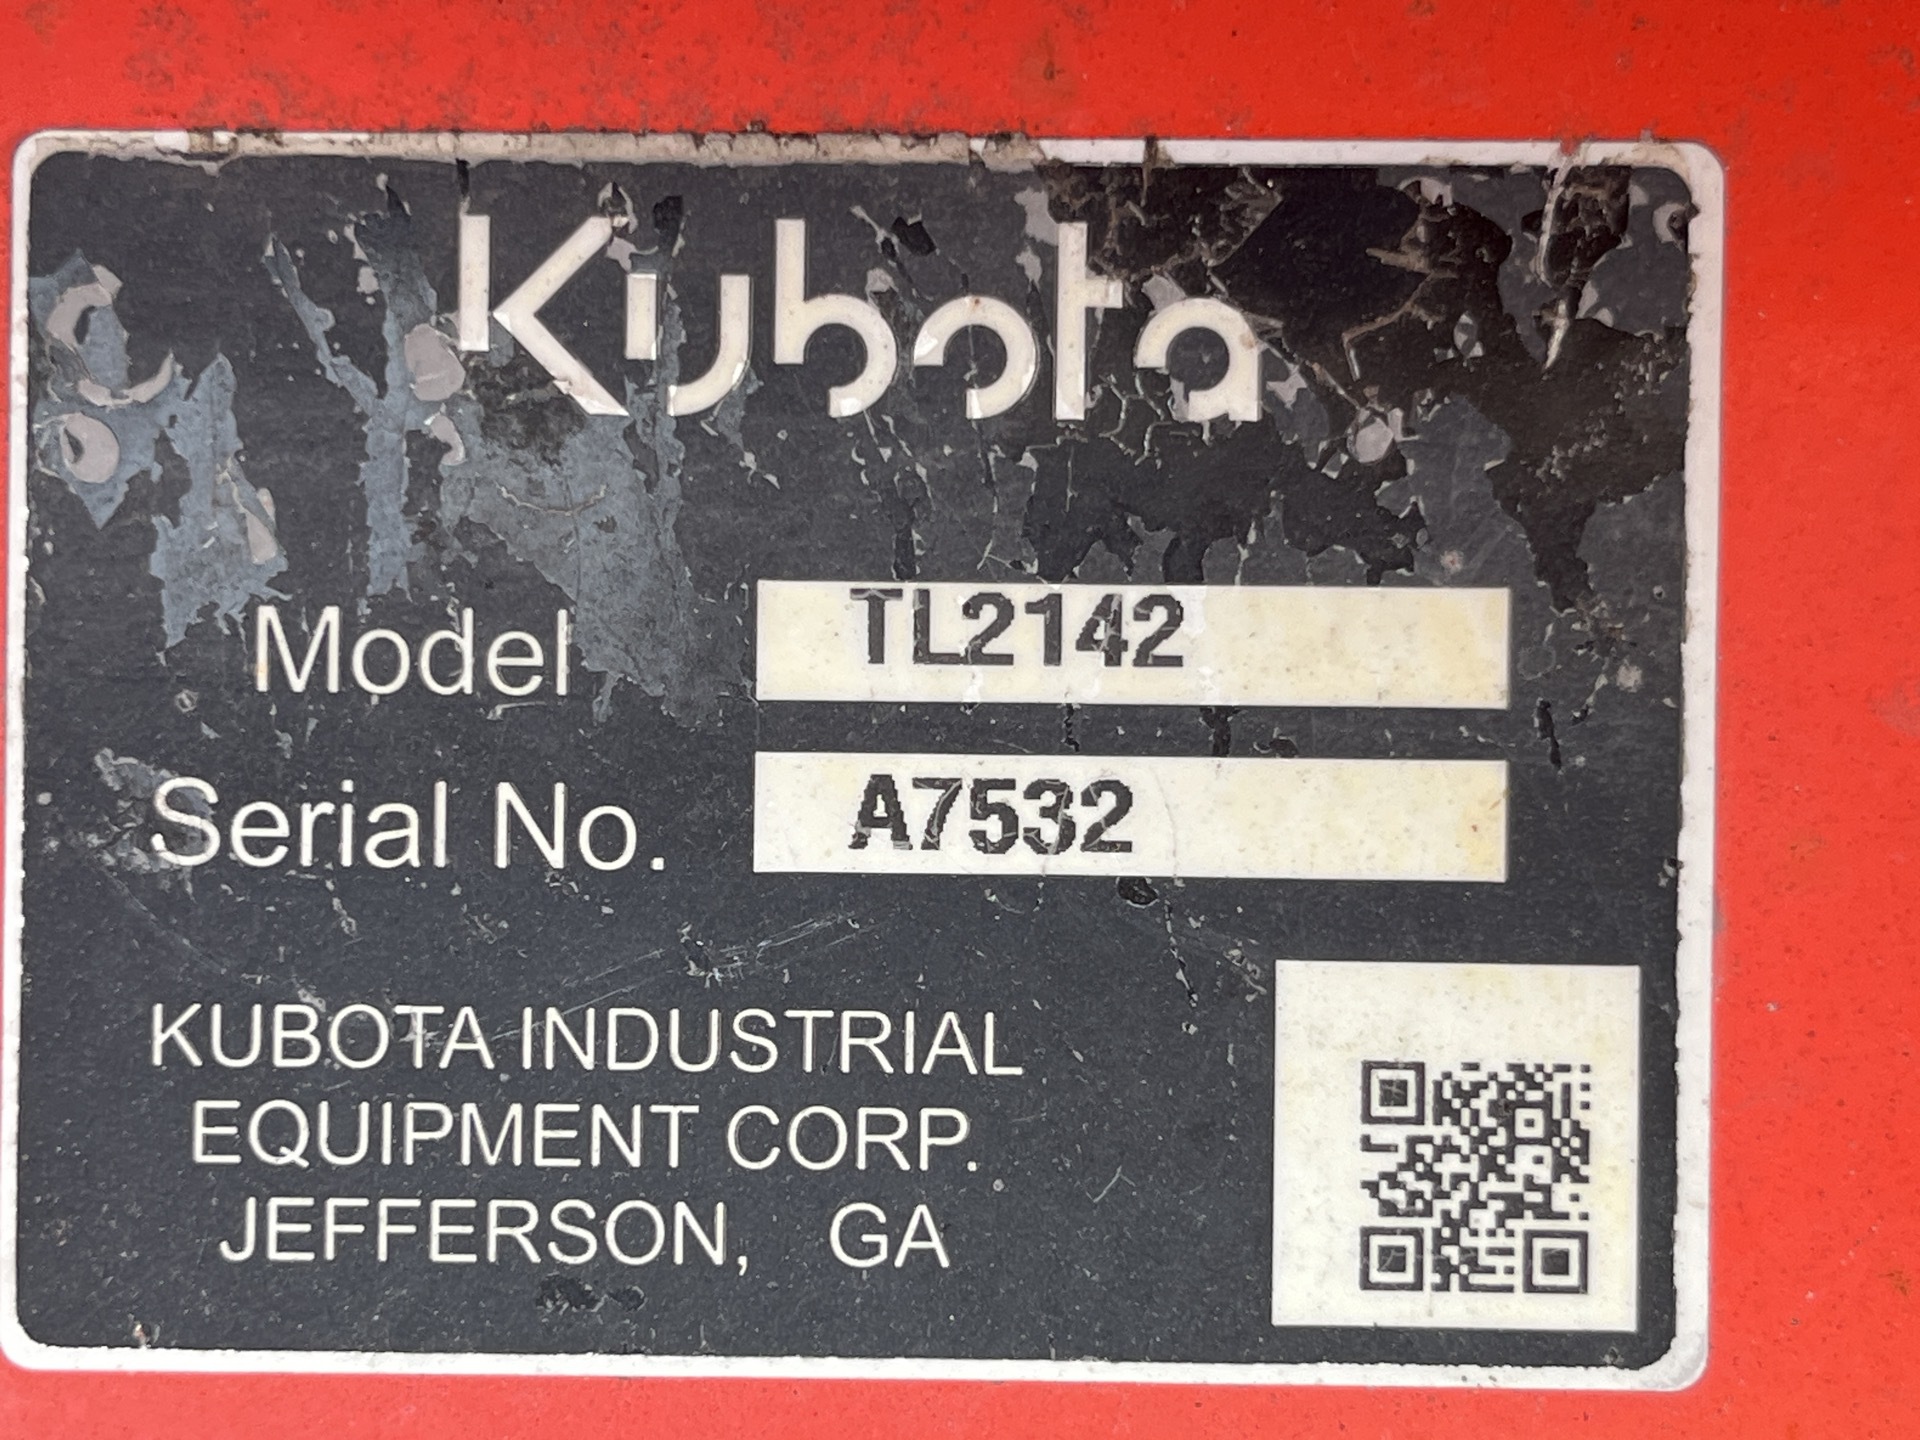 Kubota
Model TL2142
Serial No. A7532
KUBOTA INDUSTRIAL
EQUIPMENT CORP.
JEFFERSON, GA